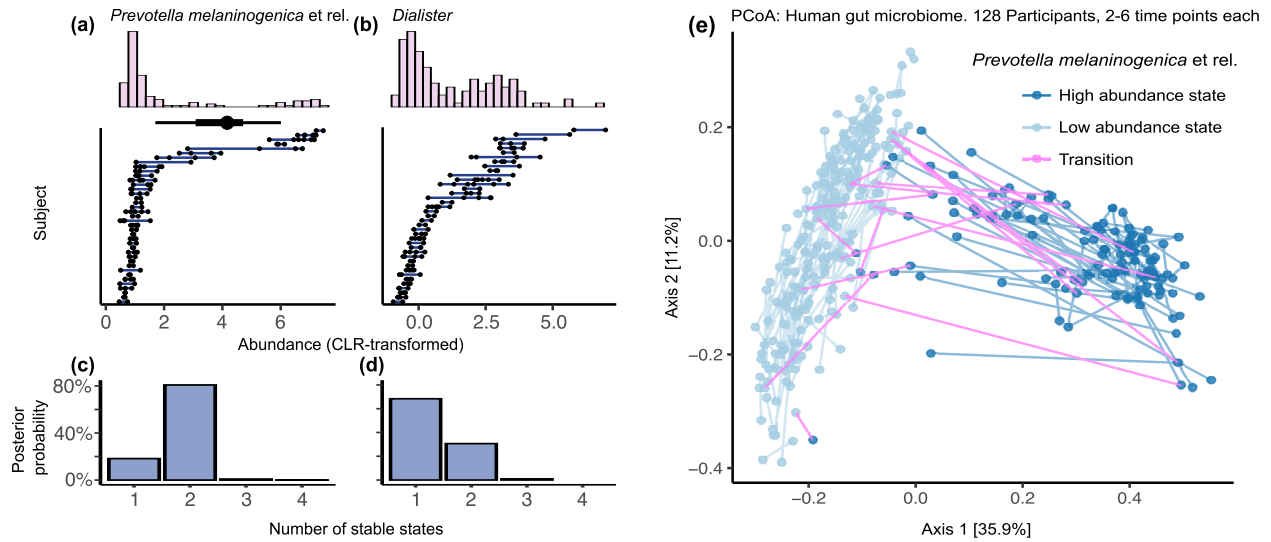 (a) Prevotella melaninogenica et rel.
(b) Dialister
Subject
0 2 4 6
0.0 2.5 5.0
Abundance (CLR-transformed)
(c)
(d)
Posterior
probability
80%
40%
0%
1 2 3 4
1 2 3 4
Number of stable states
(e) PCoA: Human gut microbiome. 128 Participants, 2-6 time points each
Prevotella melaninogenica et rel.
High abundance state
Low abundance state
Transition
Axis 2 [11.2%]
0.2
0.0
−0.2
−0.4
−0.2 0.0 0.2 0.4
Axis 1 [35.9%]